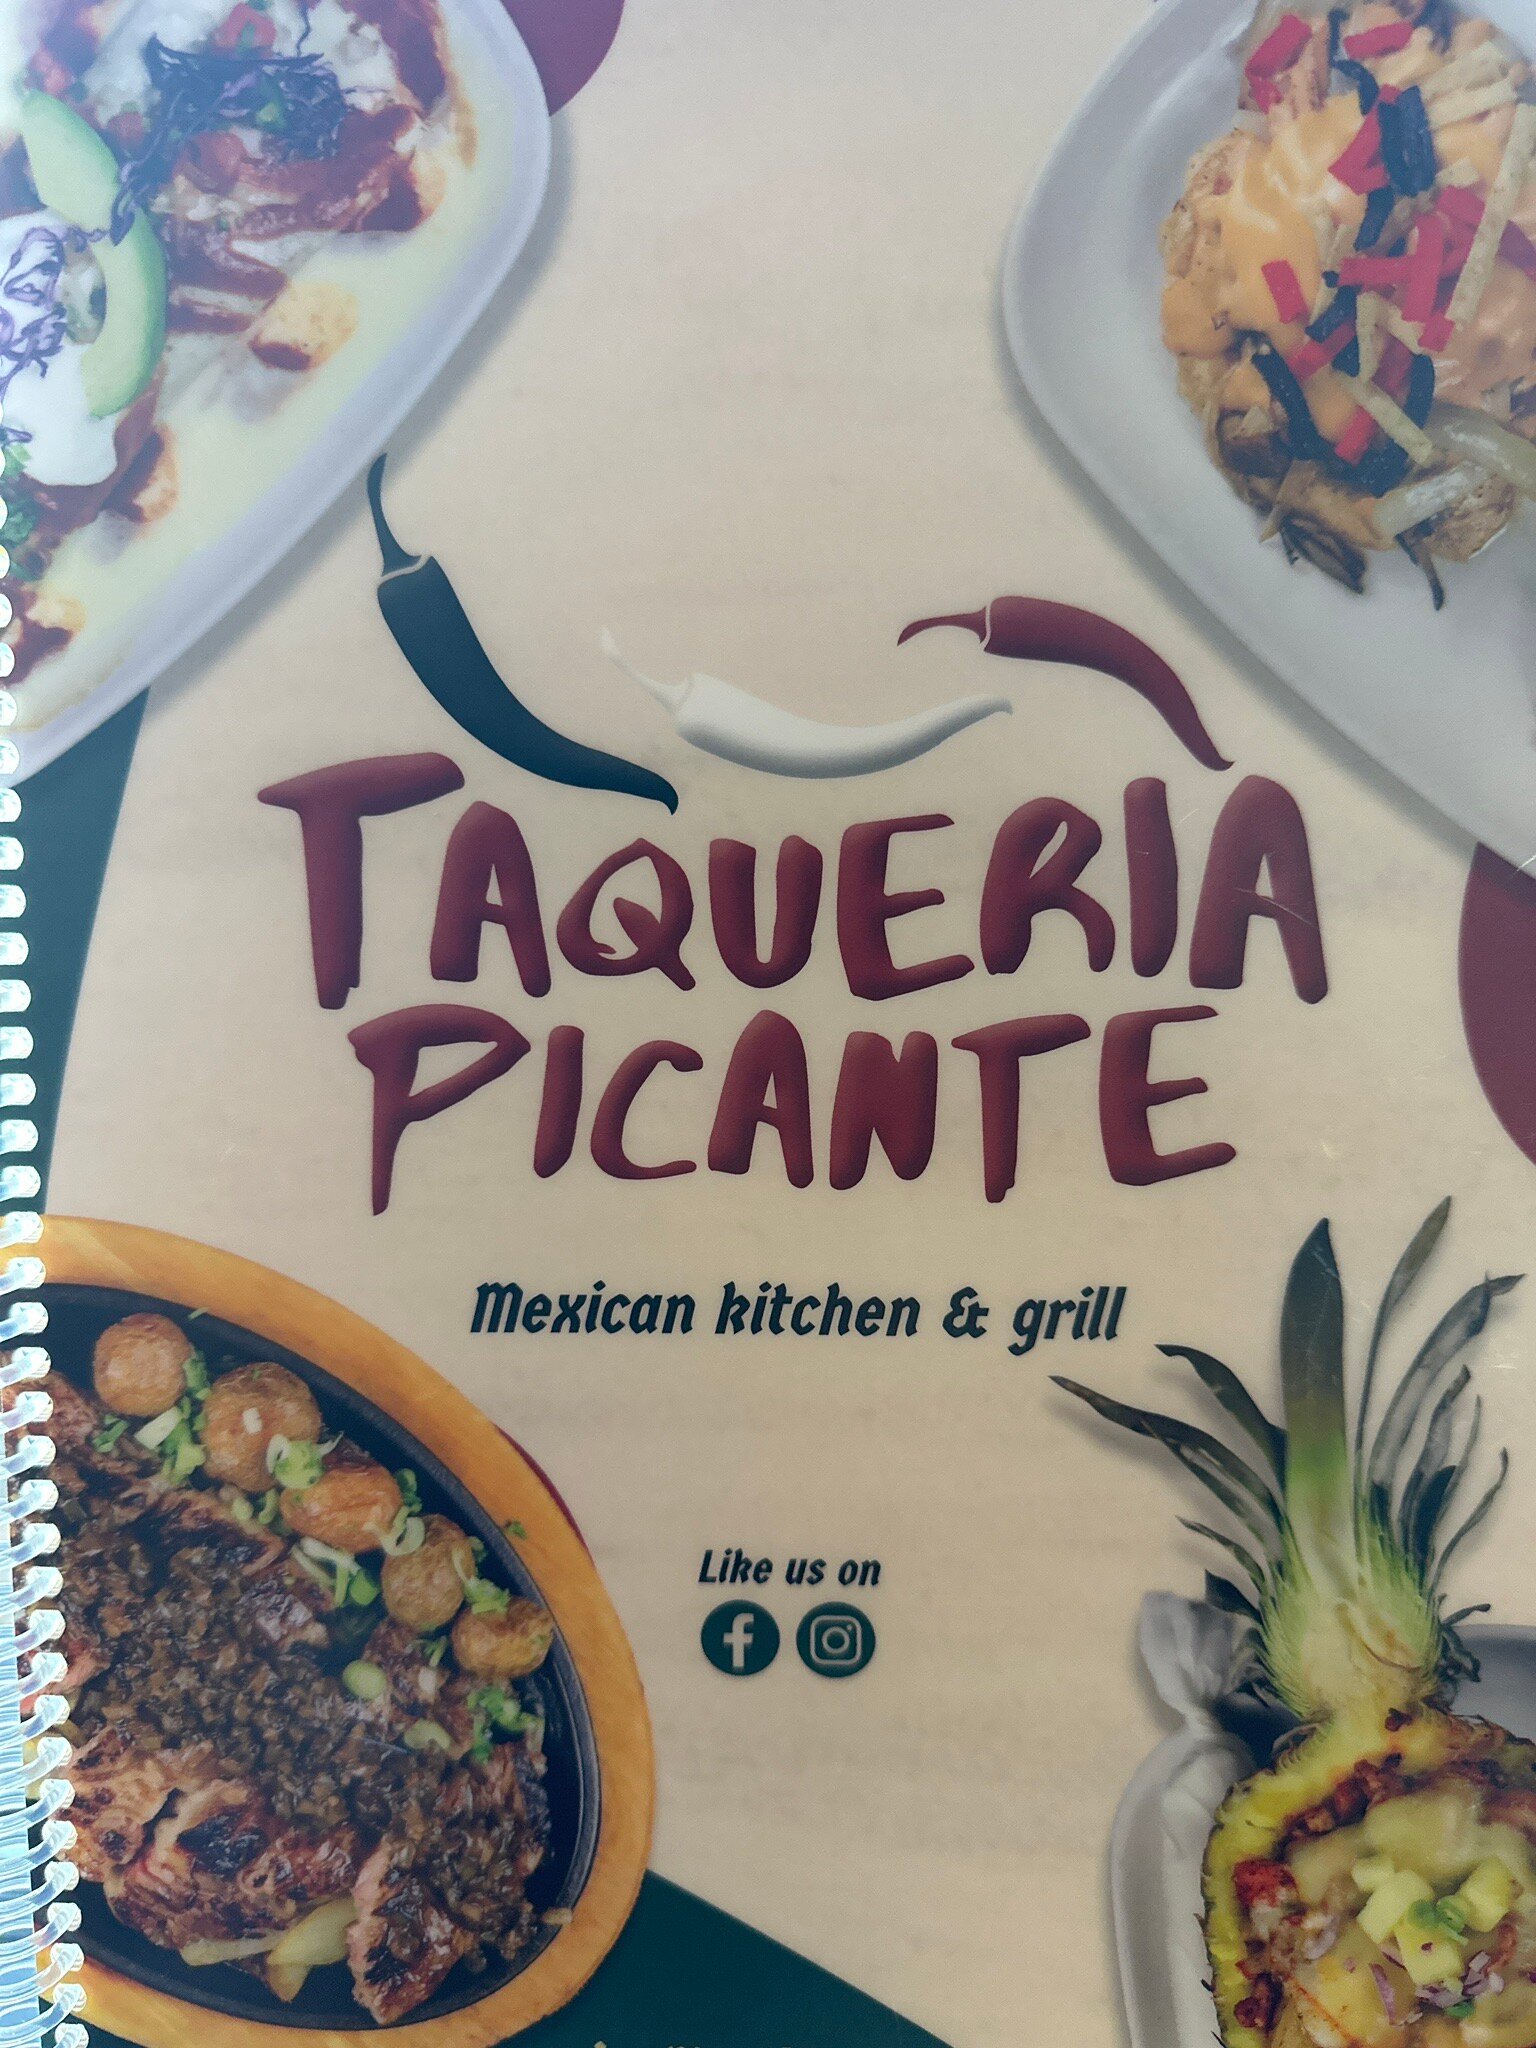 TAQUERIA
PICANTE
Mexican kitchen & grill
Like us on